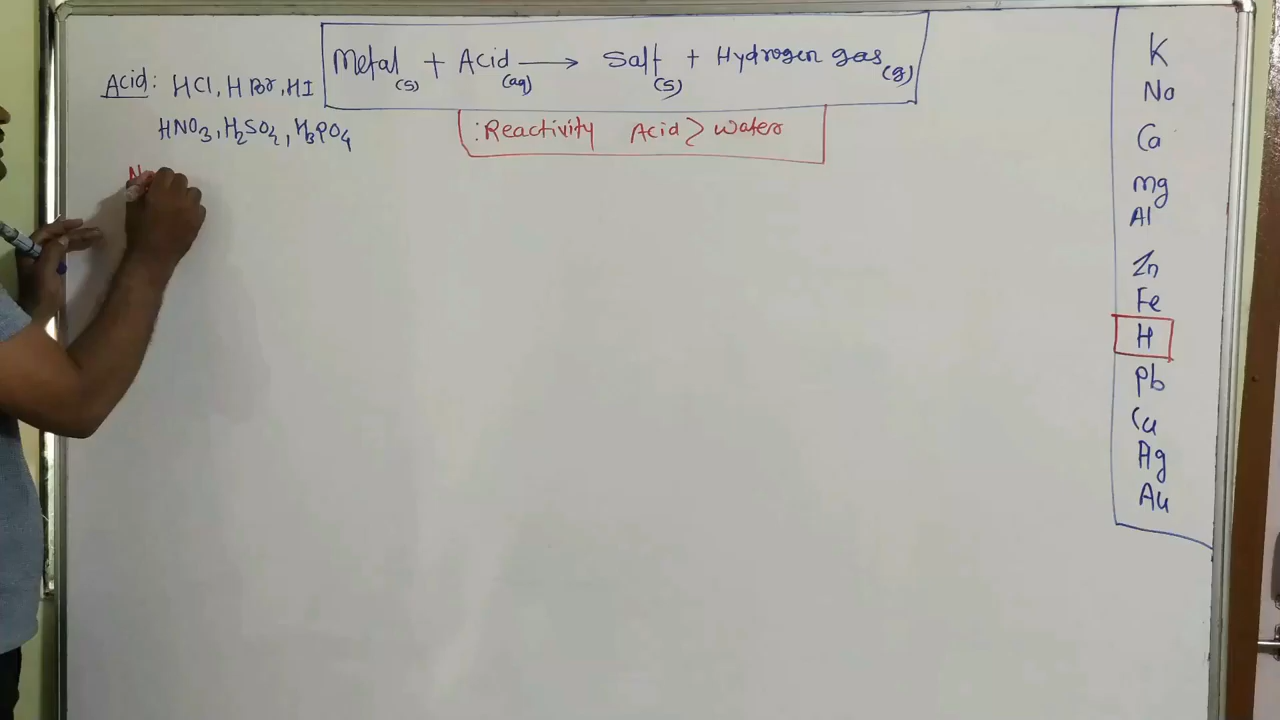 Metal(s) + Acid(aq) → Salt(s) + Hydrogen gas(g)
Acid: HCl, HBr, HI
HNO3, H2SO4, H3PO4
:Reactivity Acid > Water
N
K
Na
Ca
Mg
Al
Zn
Fe
H
Pb
Cu
Ag
Au